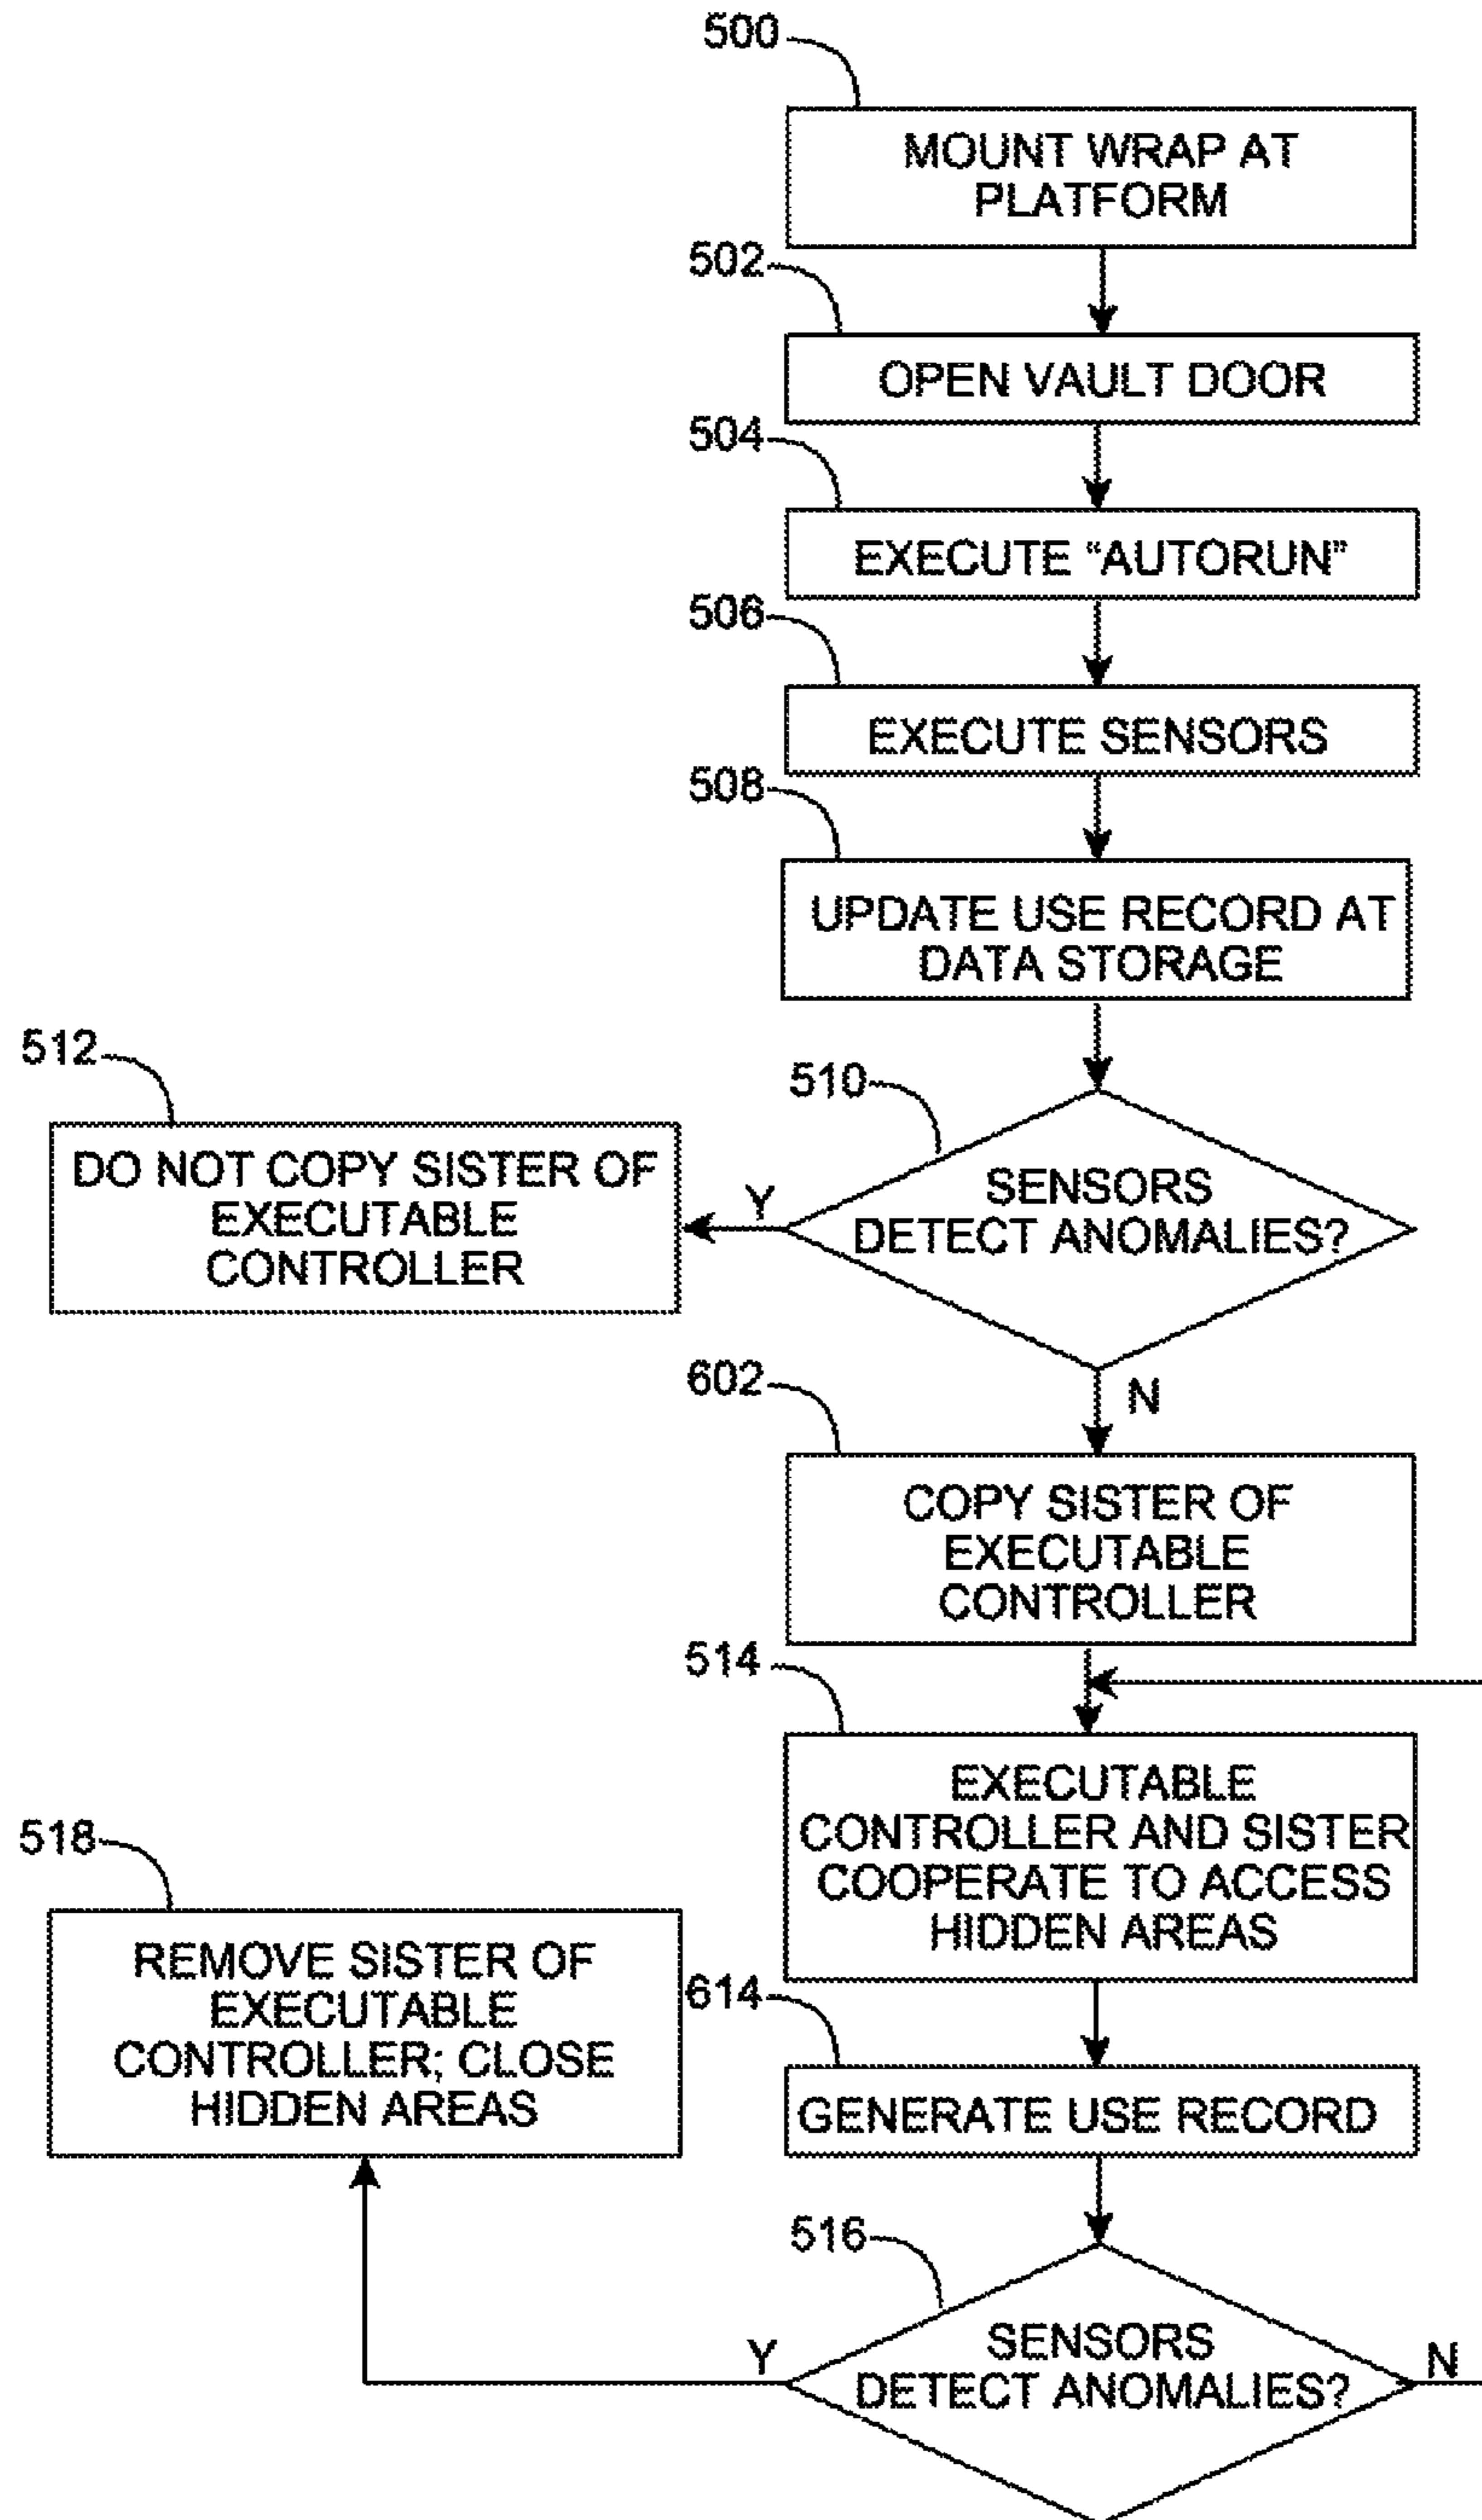 500
MOUNT WRAP AT
PLATFORM
502
OPEN VAULT DOOR
504
EXECUTE “AUTORUN”
506
EXECUTE SENSORS
508
UPDATE USE RECORD AT
DATA STORAGE
512
DO NOT COPY SISTER OF
EXECUTABLE
CONTROLLER
510
Y
SENSORS
DETECT ANOMALIES?
N
602
COPY SISTER OF
EXECUTABLE
CONTROLLER
514
EXECUTABLE
CONTROLLER AND SISTER
COOPERATE TO ACCESS
HIDDEN AREAS
518
REMOVE SISTER OF
EXECUTABLE
CONTROLLER; CLOSE
HIDDEN AREAS
614
GENERATE USE RECORD
516
Y
SENSORS
DETECT ANOMALIES?
N